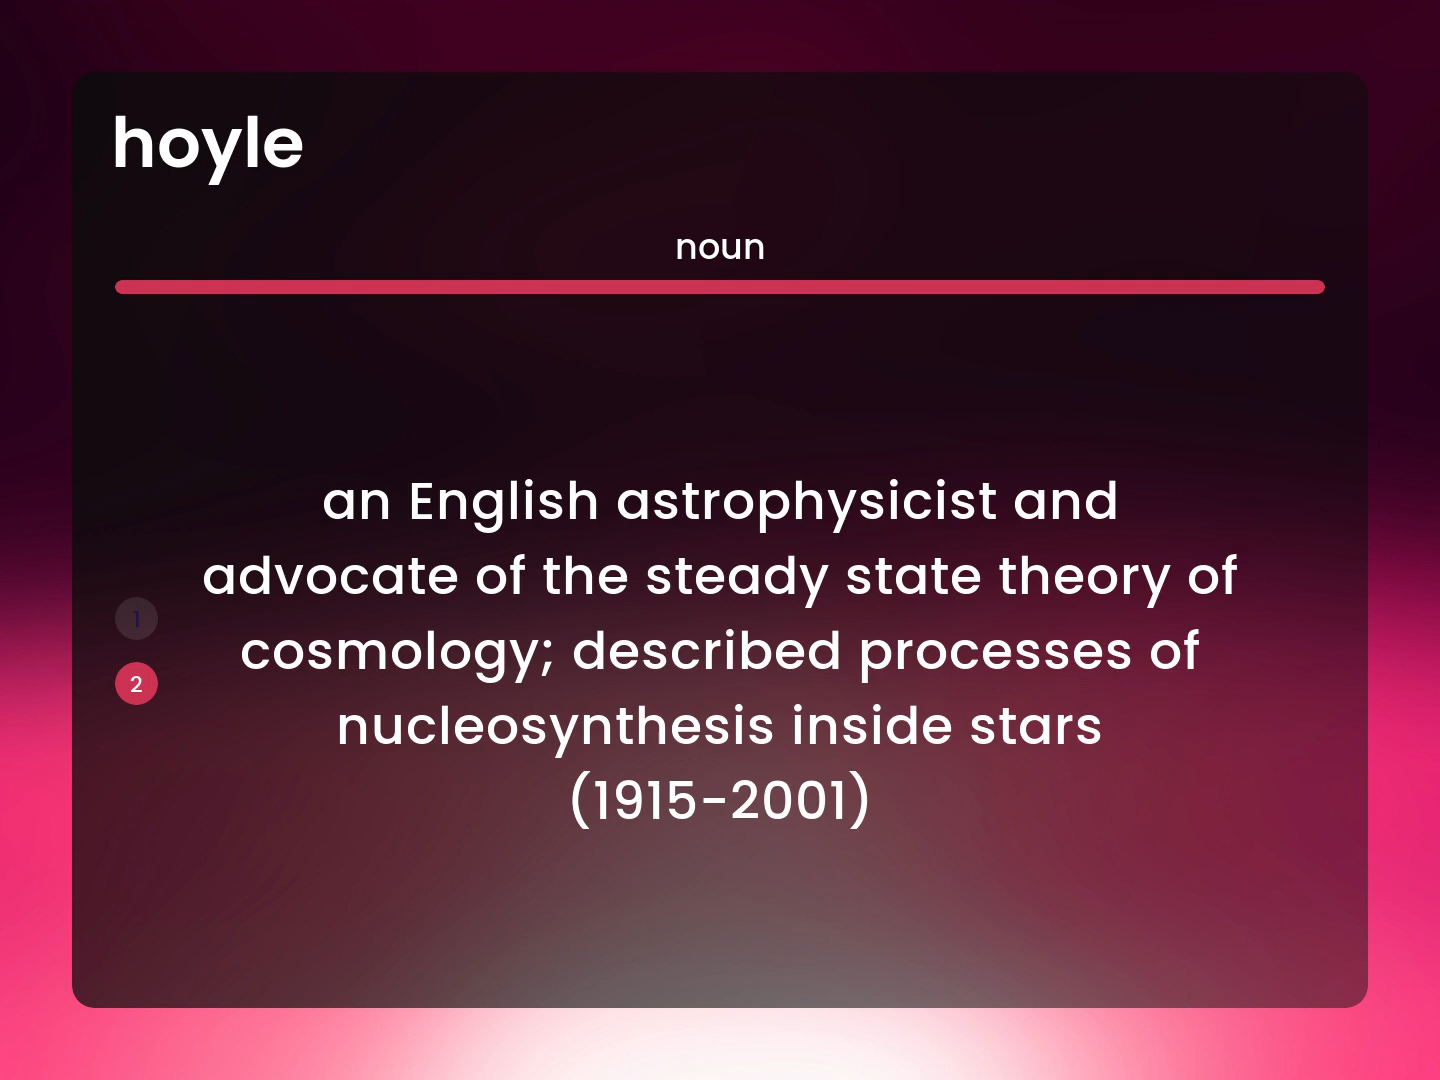 hoyle
noun
an English astrophysicist and
advocate of the steady state theory of
cosmology; described processes of
nucleosynthesis inside stars
(1915-2001)
1
2